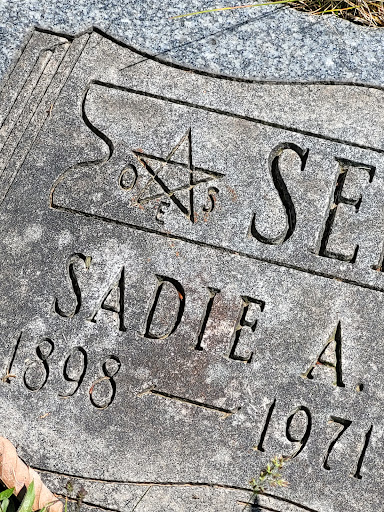 O E S SE
SADIE A.
1898 — 1971